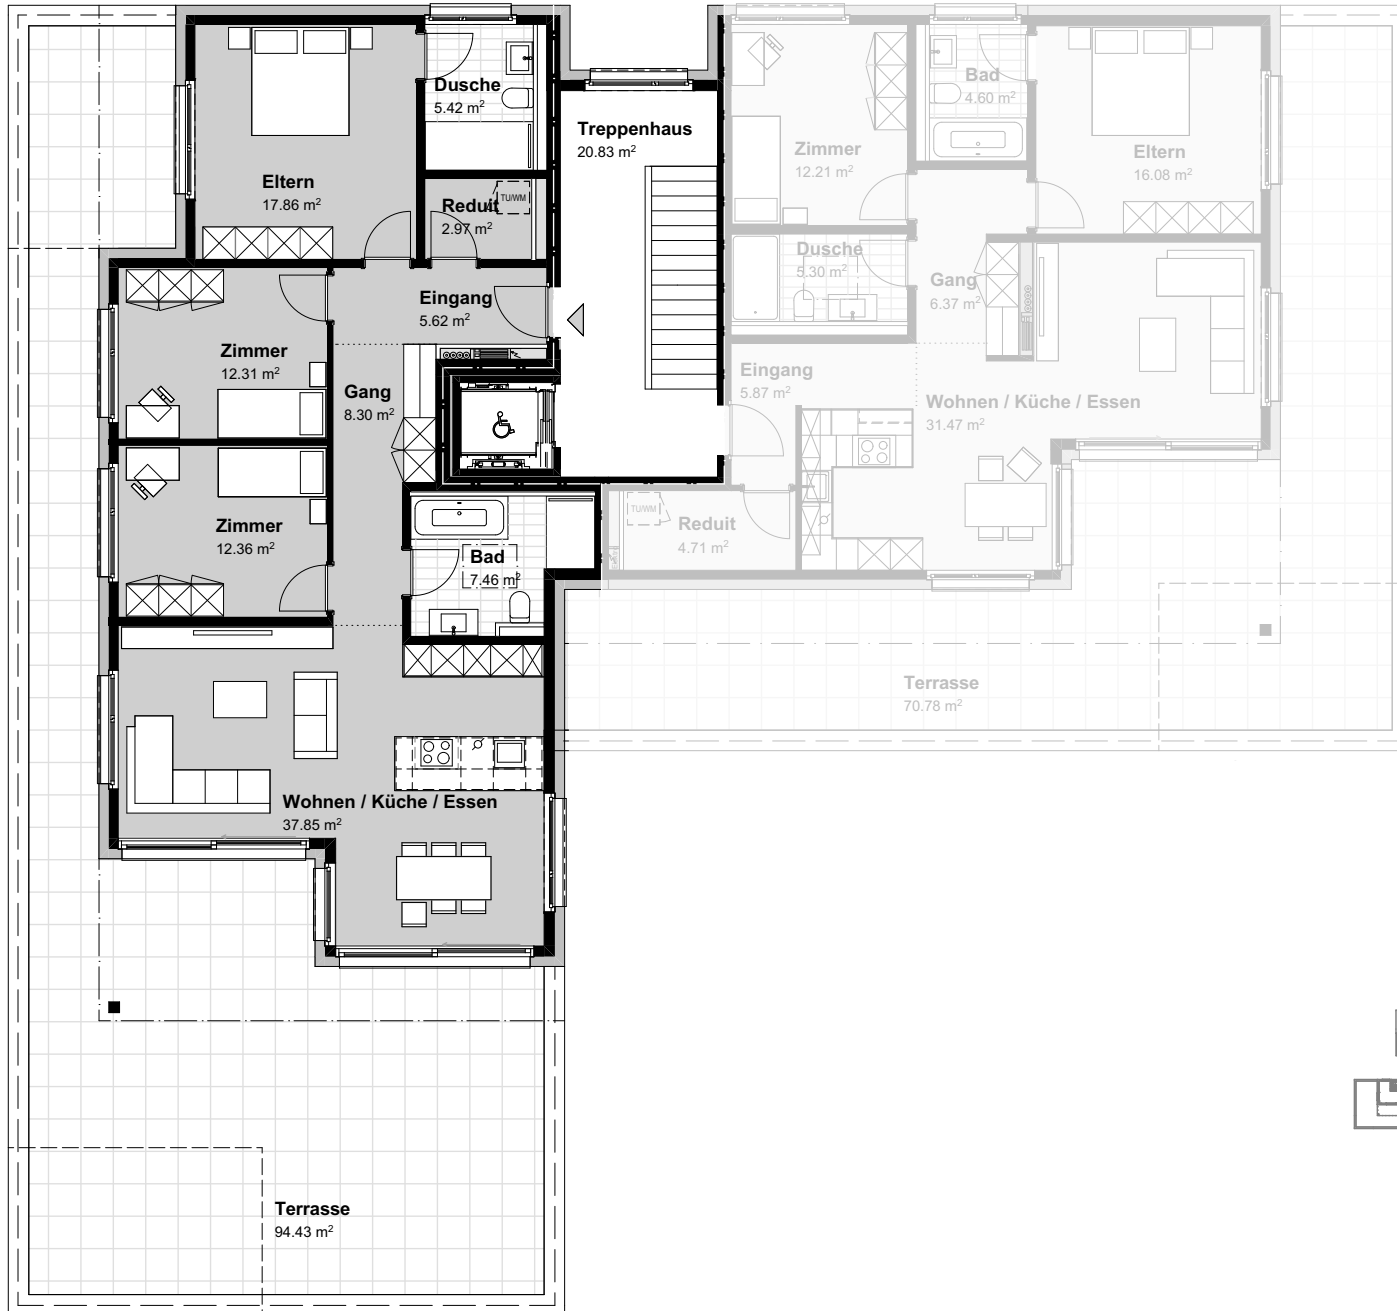 Dusche
5.42 m²
Treppenhaus
20.83 m²
Eltern
17.86 m²
Reduit
2.97 m²
TU/WM
Eingang
5.62 m²
Zimmer
12.31 m²
Gang
8.30 m²
Zimmer
12.36 m²
Bad
7.46 m²
Wohnen / Küche / Essen
37.85 m²
Terrasse
94.43 m²
Bad
4.60 m²
Zimmer
12.21 m²
Eltern
16.08 m²
Dusche
5.30 m²
Gang
6.37 m²
Eingang
5.87 m²
Wohnen / Küche / Essen
31.47 m²
TU/WM
Reduit
4.71 m²
Terrasse
70.78 m²